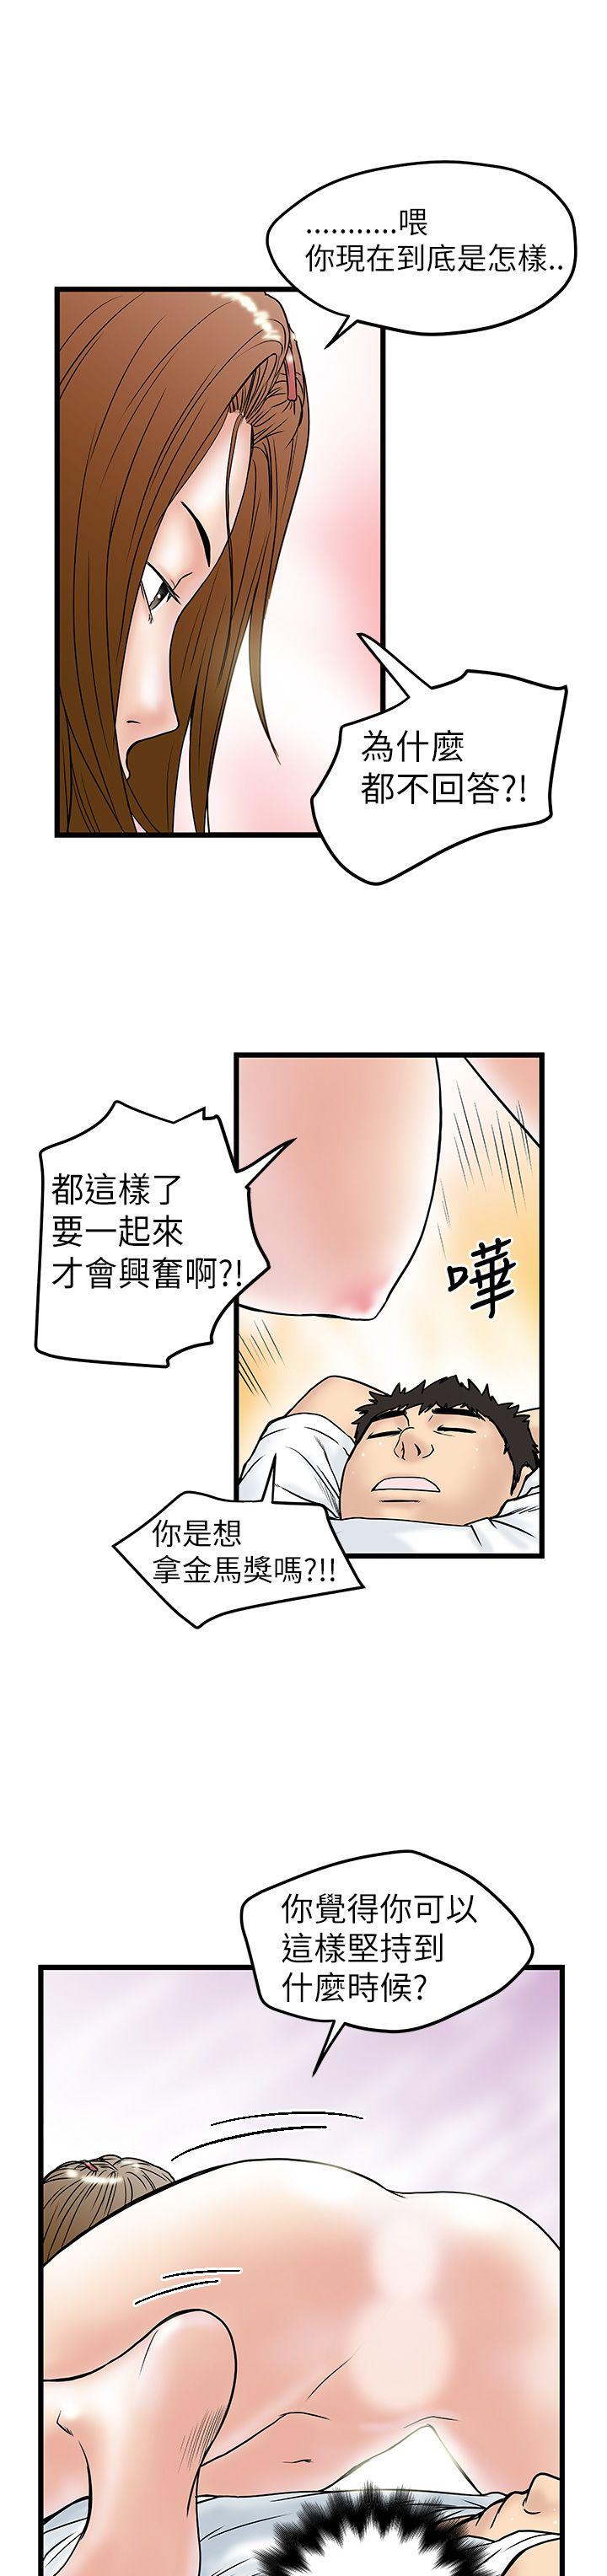 …………喂
你現在到底是怎樣..
為什麼
都不回答?!
都這樣了
要一起來
才會興奮啊?!
嘩
你是想
拿金馬獎嗎?!!
你覺得你可以
這樣堅持到
什麼時候?